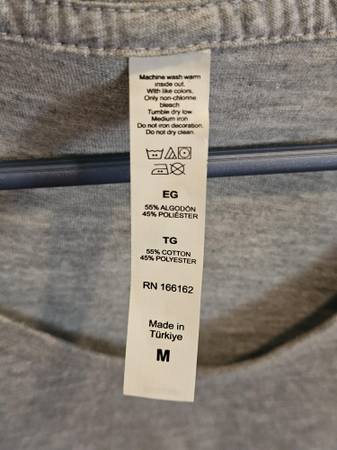 Machine wash warm
inside out.
With like colors.
Only non-chlorine
bleach
Tumble dry low
Medium iron
Do not iron decoration.
Do not dry clean.
EG
55% ALGODÓN
45% POLIÉSTER
TG
55% COTTON
45% POLYESTER
RN 166162
Made in
Türkiye
M